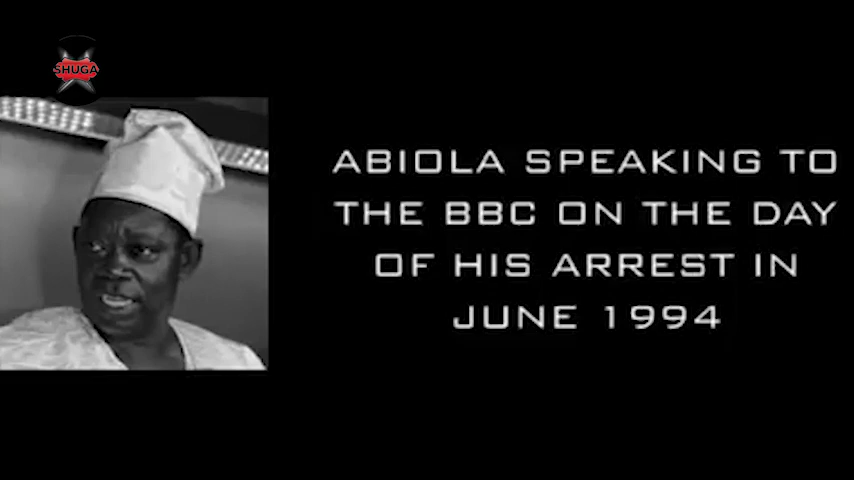 SHUGA
ABIOLA SPEAKING TO
THE BBC ON THE DAY
OF HIS ARREST IN
JUNE 1994